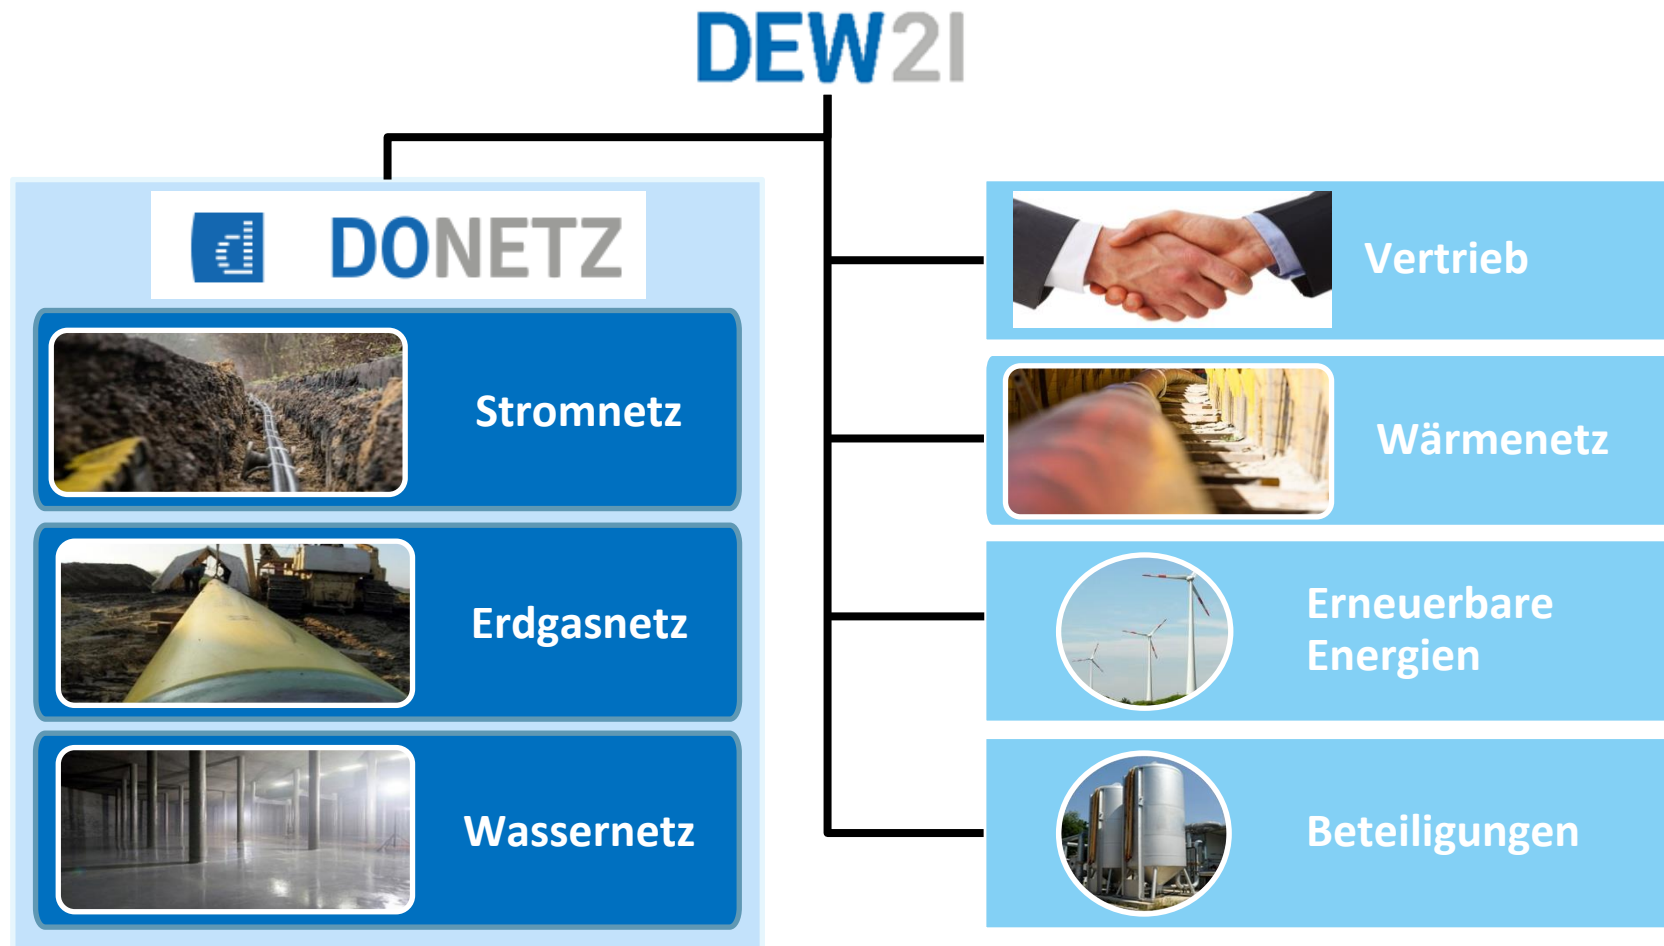 DEW21
DONETZ
Stromnetz
Erdgasnetz
Wassernetz
Vertrieb
Wärmenetz
Erneuerbare
Energien
Beteiligungen